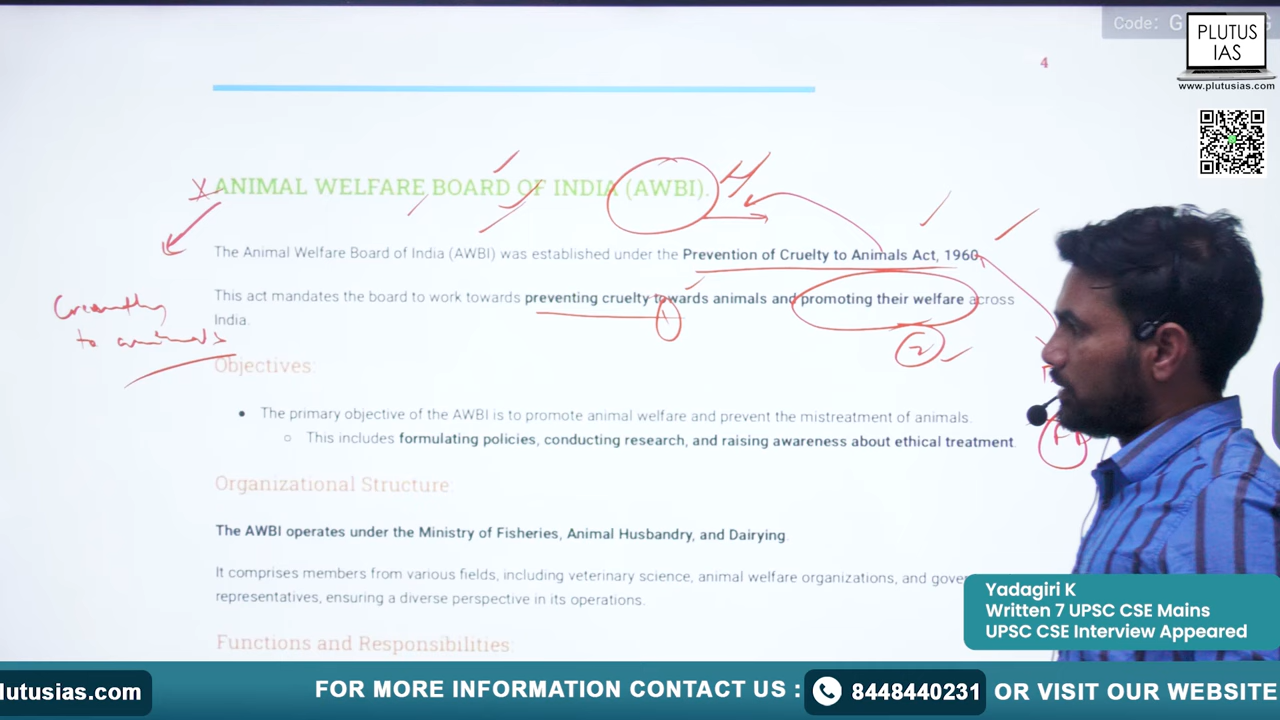 Code: G
PLUTUS
IAS
www.plutusias.com
4
ANIMAL WELFARE BOARD OF INDIA (AWBI).
The Animal Welfare Board of India (AWBI) was established under the Prevention of Cruelty to Animals Act, 1960
This act mandates the board to work towards preventing cruelty towards animals and promoting their welfare across
India.
1
2
to animals
Objectives:
• The primary objective of the AWBI is to promote animal welfare and prevent the mistreatment of animals.
○ This includes formulating policies, conducting research, and raising awareness about ethical treatment.
Organizational Structure:
The AWBI operates under the Ministry of Fisheries, Animal Husbandry, and Dairying.
It comprises members from various fields, including veterinary science, animal welfare organizations, and gove
representatives, ensuring a diverse perspective in its operations.
Functions and Responsibilities:
Yadagiri K
Written 7 UPSC CSE Mains
UPSC CSE Interview Appeared
lutusias.com
FOR MORE INFORMATION CONTACT US : 8448440231 OR VISIT OUR WEBSITE